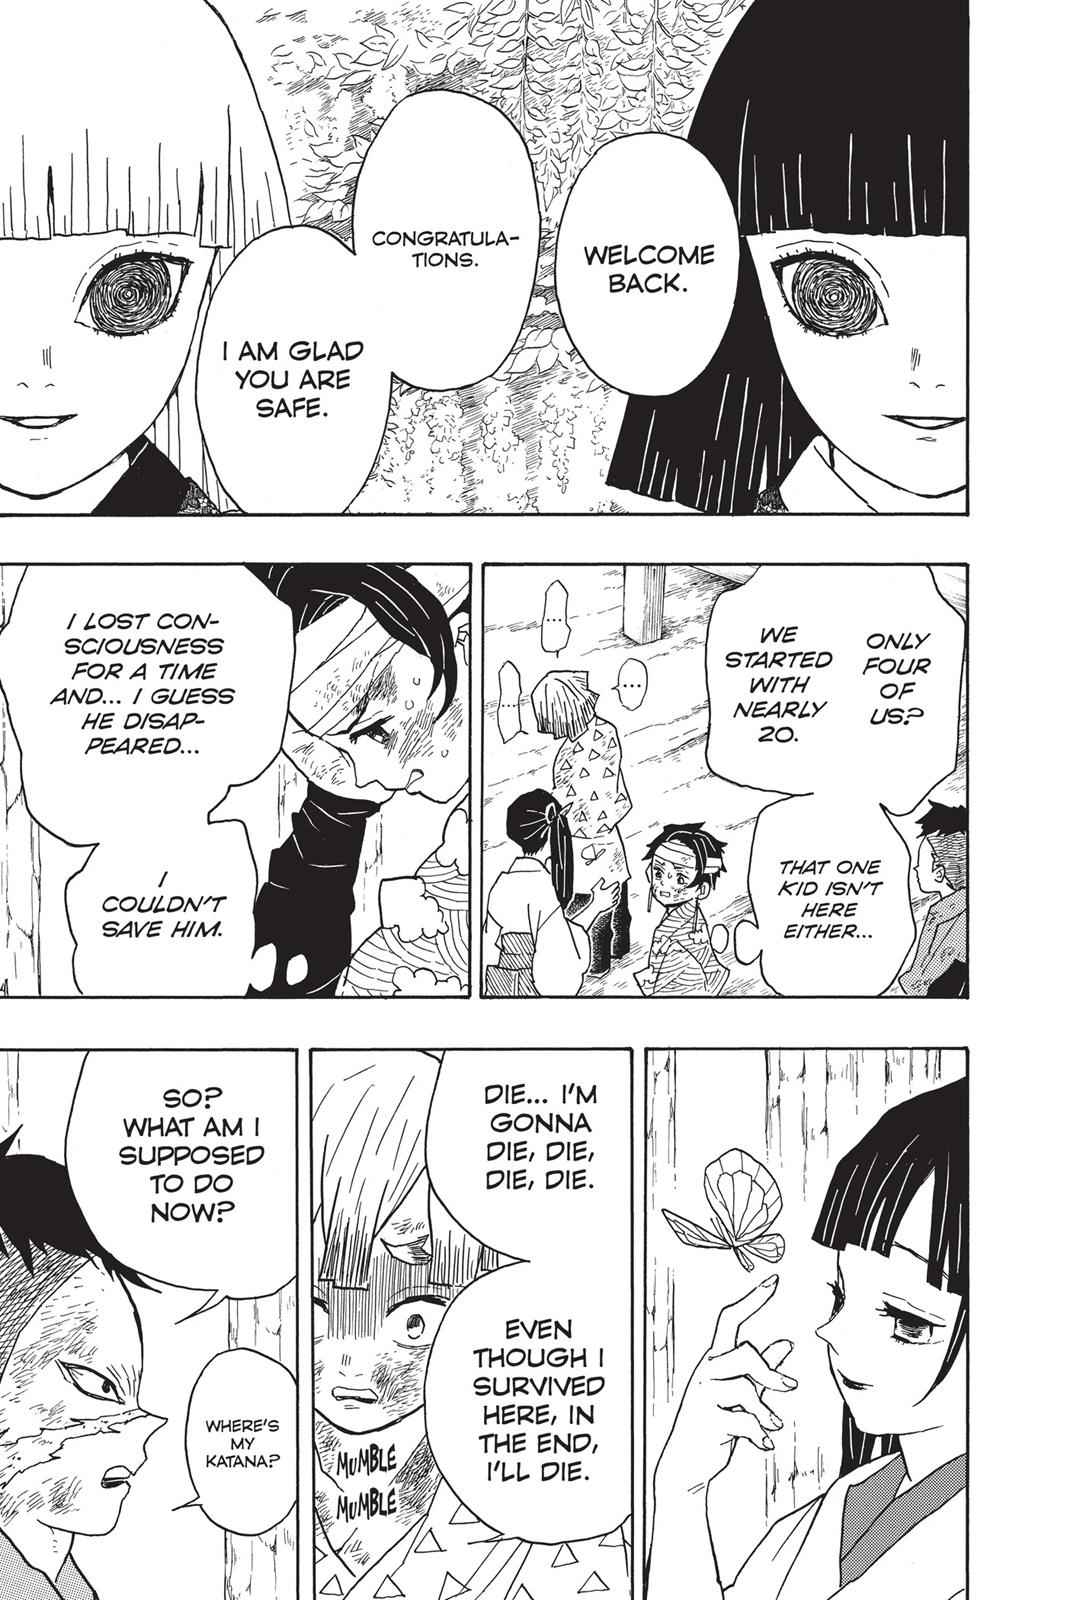 WELCOME
BACK.
CONGRATULA-
TIONS.
I AM GLAD
YOU ARE
SAFE.
ONLY
FOUR
OF
US?
WE
STARTED
WITH
NEARLY
20.
...
...
...
THAT ONE
KID ISN'T
HERE
EITHER...
I LOST CON-
SCIOUSNESS
FOR A TIME
AND... I GUESS
HE DISAP-
PEARED...
I
COULDN'T
SAVE HIM.
DIE... I'M
GONNA
DIE, DIE,
DIE, DIE.
EVEN
THOUGH I
SURVIVED
HERE, IN
THE END,
I'LL DIE.
MUMBLE
MUMBLE
SO?
WHAT AM I
SUPPOSED
TO DO
NOW?
WHERE'S
MY
KATANA?